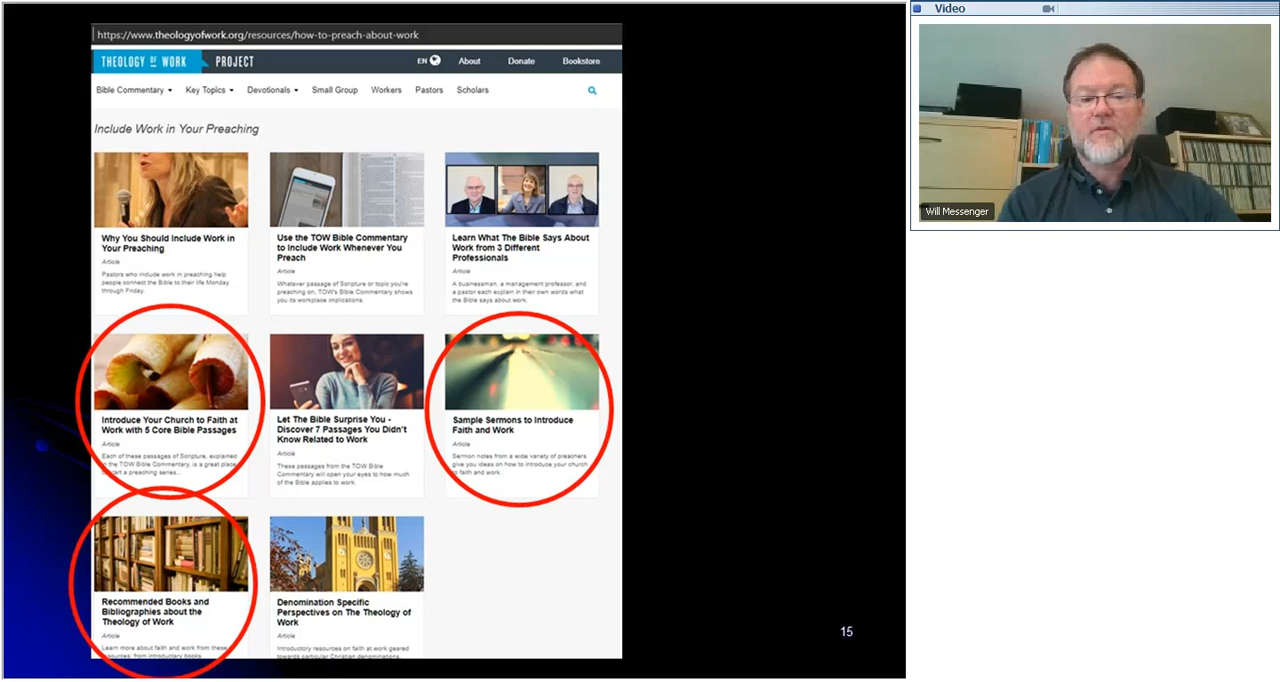 Video
https://www.theologyofwork.org/resources/how-to-preach-about-work
THEOLOGY OF WORK PROJECT
EN About Donate Bookstore
Bible Commentary Key Topics Devotionals Small Group Workers Pastors Scholars
Include Work in Your Preaching
Why You Should Include Work in
Your Preaching
Article
Pastors who include work in preaching help
people connect the Bible to their life Monday
through Friday.
Use the TOW Bible Commentary
to Include Work Whenever You
Preach
Article
Whatever passage of Scripture or topic you're
preaching on, TOW's Bible Commentary shows
you its workplace implications.
Learn What The Bible Says About
Work from 3 Different
Professionals
Article
A businessman, a management professor, and
a pastor each explain in their own words what
the Bible says about work.
Introduce Your Church to Faith at
Work with 5 Core Bible Passages
Article
Each of these passages of Scripture, explained
in the TOW Bible Commentary, is a great place
to start a preaching series...
Let The Bible Surprise You -
Discover 7 Passages You Didn't
Know Related to Work
Article
These passages from the TOW Bible
Commentary will open your eyes to how much
of the Bible applies to work.
Sample Sermons to Introduce
Faith and Work
Article
Sermon notes from a wide variety of preachers
give you ideas on how to introduce your church
to faith and work.
Recommended Books and
Bibliographies about the
Theology of Work
Article
Learn more about faith and work from these
resources, from introductory books
Denomination Specific
Perspectives on The Theology of
Work
Article
Introductory resources on faith at work geared
towards particular Christian denominations.
15
Will Messenger